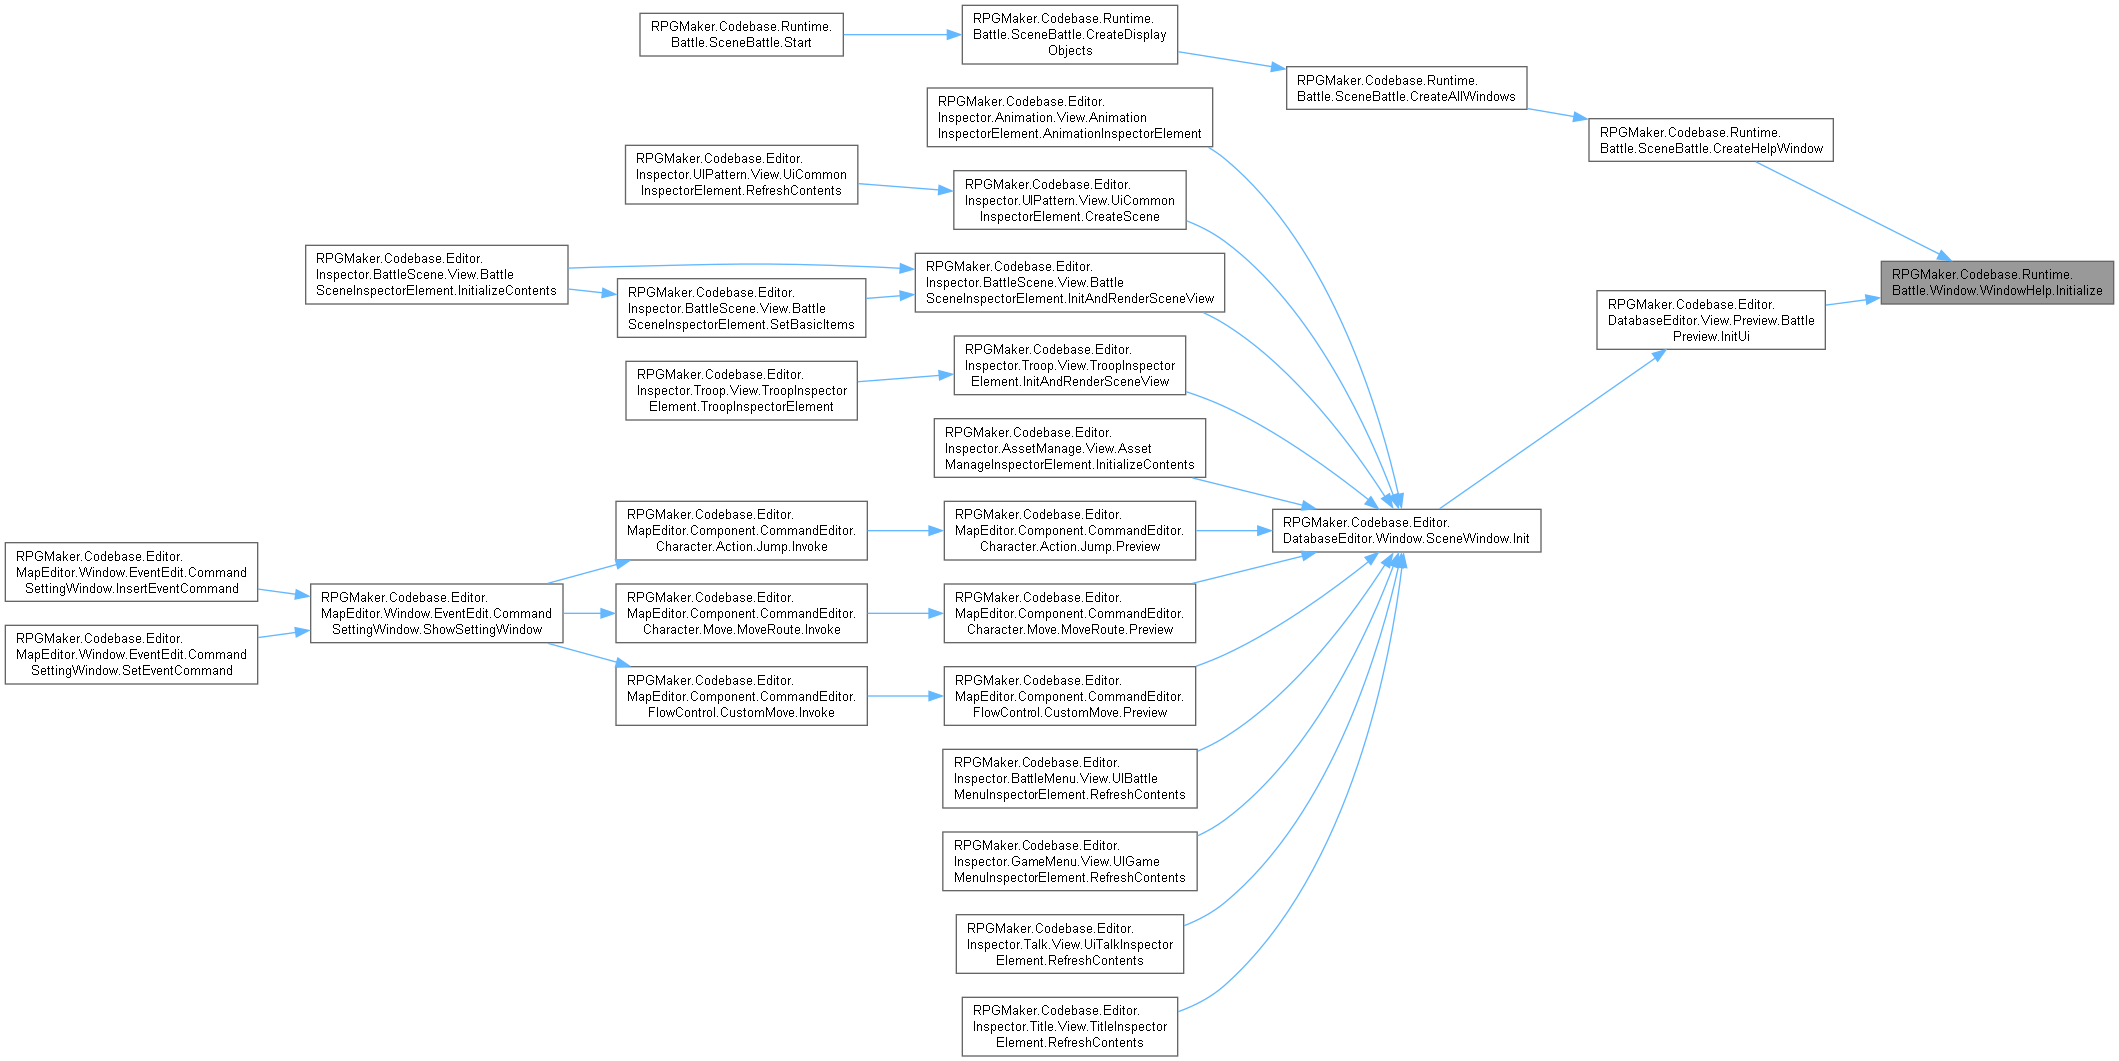 RPGMaker.Codebase.Runtime.
Battle.SceneBattle.Start
RPGMaker.Codebase.Runtime.
Battle.SceneBattle.CreateDisplay
Objects
RPGMaker.Codebase.Runtime.
Battle.SceneBattle.CreateAllWindows
RPGMaker.Codebase.Runtime.
Battle.SceneBattle.CreateHelpWindow
RPGMaker.Codebase.Runtime.
Battle.Window.WindowHelp.Initialize
RPGMaker.Codebase.Editor.
DatabaseEditor.View.Preview.Battle
Preview.InitUi
RPGMaker.Codebase.Editor.
DatabaseEditor.Window.SceneWindow.Init
RPGMaker.Codebase.Editor.
Inspector.Animation.View.Animation
InspectorElement.AnimationInspectorElement
RPGMaker.Codebase.Editor.
Inspector.UIPattern.View.UiCommon
InspectorElement.RefreshContents
RPGMaker.Codebase.Editor.
Inspector.UIPattern.View.UiCommon
InspectorElement.CreateScene
RPGMaker.Codebase.Editor.
Inspector.BattleScene.View.Battle
SceneInspectorElement.InitializeContents
RPGMaker.Codebase.Editor.
Inspector.BattleScene.View.Battle
SceneInspectorElement.SetBasicItems
RPGMaker.Codebase.Editor.
Inspector.BattleScene.View.Battle
SceneInspectorElement.InitAndRenderSceneView
RPGMaker.Codebase.Editor.
Inspector.Troop.View.TroopInspector
Element.TroopInspectorElement
RPGMaker.Codebase.Editor.
Inspector.Troop.View.TroopInspector
Element.InitAndRenderSceneView
RPGMaker.Codebase.Editor.
Inspector.AssetManage.View.Asset
ManageInspectorElement.InitializeContents
RPGMaker.Codebase.Editor.
MapEditor.Component.CommandEditor.
Character.Action.Jump.Invoke
RPGMaker.Codebase.Editor.
MapEditor.Component.CommandEditor.
Character.Action.Jump.Preview
RPGMaker.Codebase.Editor.
MapEditor.Window.EventEdit.Command
SettingWindow.InsertEventCommand
RPGMaker.Codebase.Editor.
MapEditor.Window.EventEdit.Command
SettingWindow.ShowSettingWindow
RPGMaker.Codebase.Editor.
MapEditor.Component.CommandEditor.
Character.Move.MoveRoute.Invoke
RPGMaker.Codebase.Editor.
MapEditor.Component.CommandEditor.
Character.Move.MoveRoute.Preview
RPGMaker.Codebase.Editor.
MapEditor.Window.EventEdit.Command
SettingWindow.SetEventCommand
RPGMaker.Codebase.Editor.
MapEditor.Component.CommandEditor.
FlowControl.CustomMove.Invoke
RPGMaker.Codebase.Editor.
MapEditor.Component.CommandEditor.
FlowControl.CustomMove.Preview
RPGMaker.Codebase.Editor.
Inspector.BattleMenu.View.UIBattle
MenuInspectorElement.RefreshContents
RPGMaker.Codebase.Editor.
Inspector.GameMenu.View.UIGame
MenuInspectorElement.RefreshContents
RPGMaker.Codebase.Editor.
Inspector.Talk.View.UiTalkInspector
Element.RefreshContents
RPGMaker.Codebase.Editor.
Inspector.Title.View.TitleInspector
Element.RefreshContents